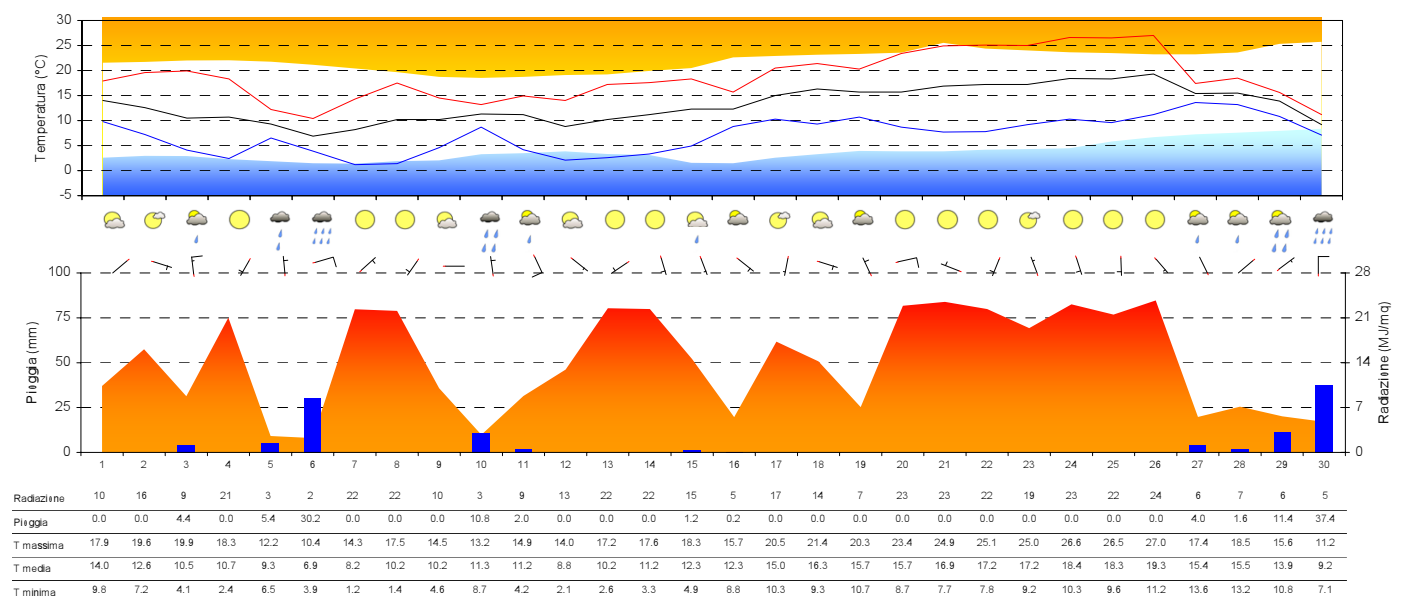 30
25
20
15
10
5
0
-5
Temperatura (°C)
100
75
50
25
0
Pioggia (mm)
28
21
14
7
0
Radiazione (MJ/mq)
1 2 3 4 5 6 7 8 9 10 11 12 13 14 15 16 17 18 19 20 21 22 23 24 25 26 27 28 29 30
Radiazione 10 16 9 21 3 2 22 22 10 3 9 13 22 22 15 5 17 14 7 23 23 22 19 23 22 24 6 7 6 5
Pioggia 0.0 0.0 4.4 0.0 5.4 30.2 0.0 0.0 0.0 10.8 2.0 0.0 0.0 0.0 1.2 0.2 0.0 0.0 0.0 0.0 0.0 0.0 0.0 0.0 0.0 0.0 4.0 1.6 11.4 37.4
T massima 17.9 19.6 19.9 18.3 12.2 10.4 14.3 17.5 14.5 13.2 14.9 14.0 17.2 17.6 18.3 15.7 20.5 21.4 20.3 23.4 24.9 25.1 25.0 26.6 26.5 27.0 17.4 18.5 15.6 11.2
T media 14.0 12.6 10.5 10.7 9.3 6.9 8.2 10.2 10.2 11.3 11.2 8.8 10.2 11.2 12.3 12.3 15.0 16.3 15.7 15.7 16.9 17.2 17.2 18.4 18.3 19.3 15.4 15.5 13.9 9.2
T minima 9.8 7.2 4.1 2.4 6.5 3.9 1.2 1.4 4.6 8.7 4.2 2.1 2.6 3.3 4.9 8.8 10.3 9.3 10.7 8.7 7.7 7.8 9.2 10.3 9.6 11.2 13.6 13.2 10.8 7.1